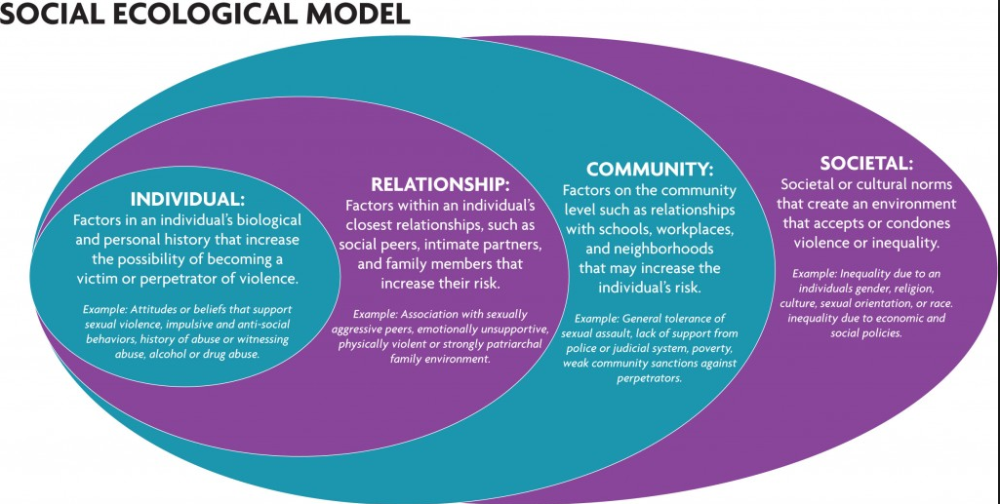 SOCIAL ECOLOGICAL MODEL
INDIVIDUAL:
Factors in an individual's biological
and personal history that increase
the possibility of becoming a
victim or perpetrator of violence.
Example: Attitudes or beliefs that support
sexual violence, impulsive and anti-social
behaviors, history of abuse or witnessing
abuse, alcohol or drug abuse.
RELATIONSHIP:
Factors within an individual's
closest relationships, such as
social peers, intimate partners,
and family members that
increase their risk.
Example: Association with sexually
aggressive peers, emotionally unsupportive,
physically violent or strongly patriarchal
family environment.
COMMUNITY:
Factors on the community
level such as relationships
with schools, workplaces,
and neighborhoods
that may increase the
individual's risk.
Example: General tolerance of
sexual assault, lack of support from
police or judicial system, poverty,
weak community sanctions against
perpetrators.
SOCIETAL:
Societal or cultural norms
that create an environment
that accepts or condones
violence or inequality.
Example: Inequality due to an
individuals gender, religion,
culture, sexual orientation, or race.
inequality due to economic and
social policies.